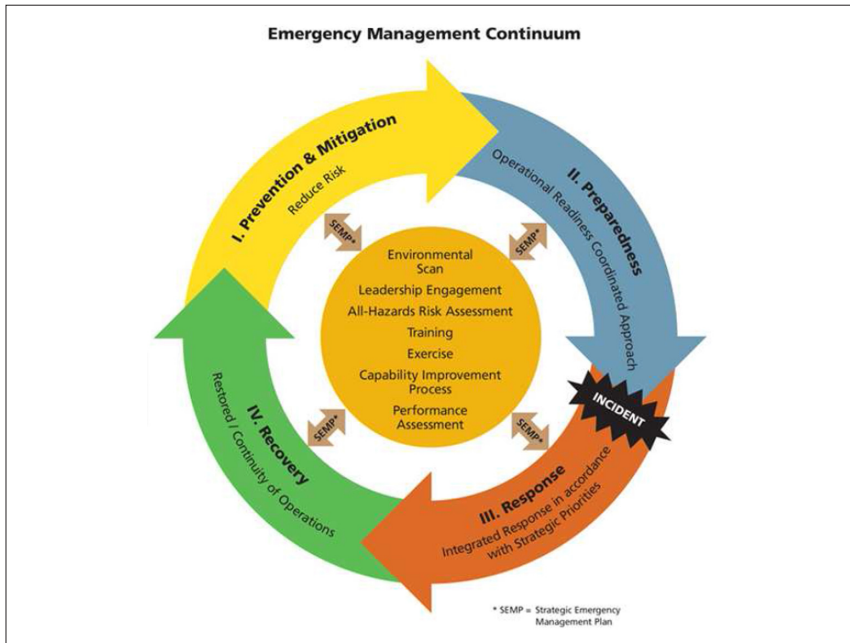 Emergency Management Continuum
I. Prevention & Mitigation
Reduce Risk
II. Preparedness
Operational Readiness Coordinated Approach
SEMP*
SEMP*
Environmental
Scan
Leadership Engagement
All-Hazards Risk Assessment
Training
Exercise
Capability Improvement
Process
Performance
Assessment
INCIDENT
SEMP*
SEMP*
III. Response
Integrated Response in accordance
with Strategic Priorities
IV. Recovery
Restored / Continuity of Operations
* SEMP = Strategic Emergency
Management Plan